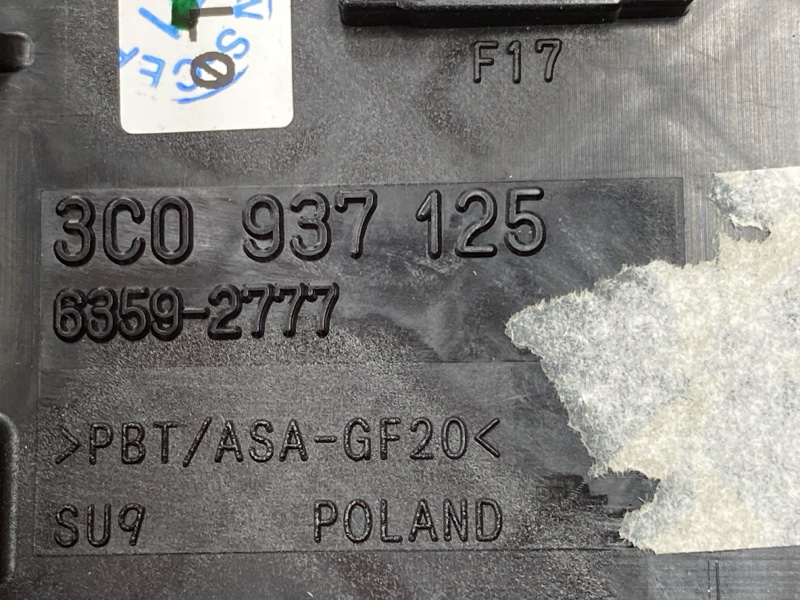 F17
3C0 937 125
6359-2777
>PBT/ASA-GF20<
SU9 POLAND